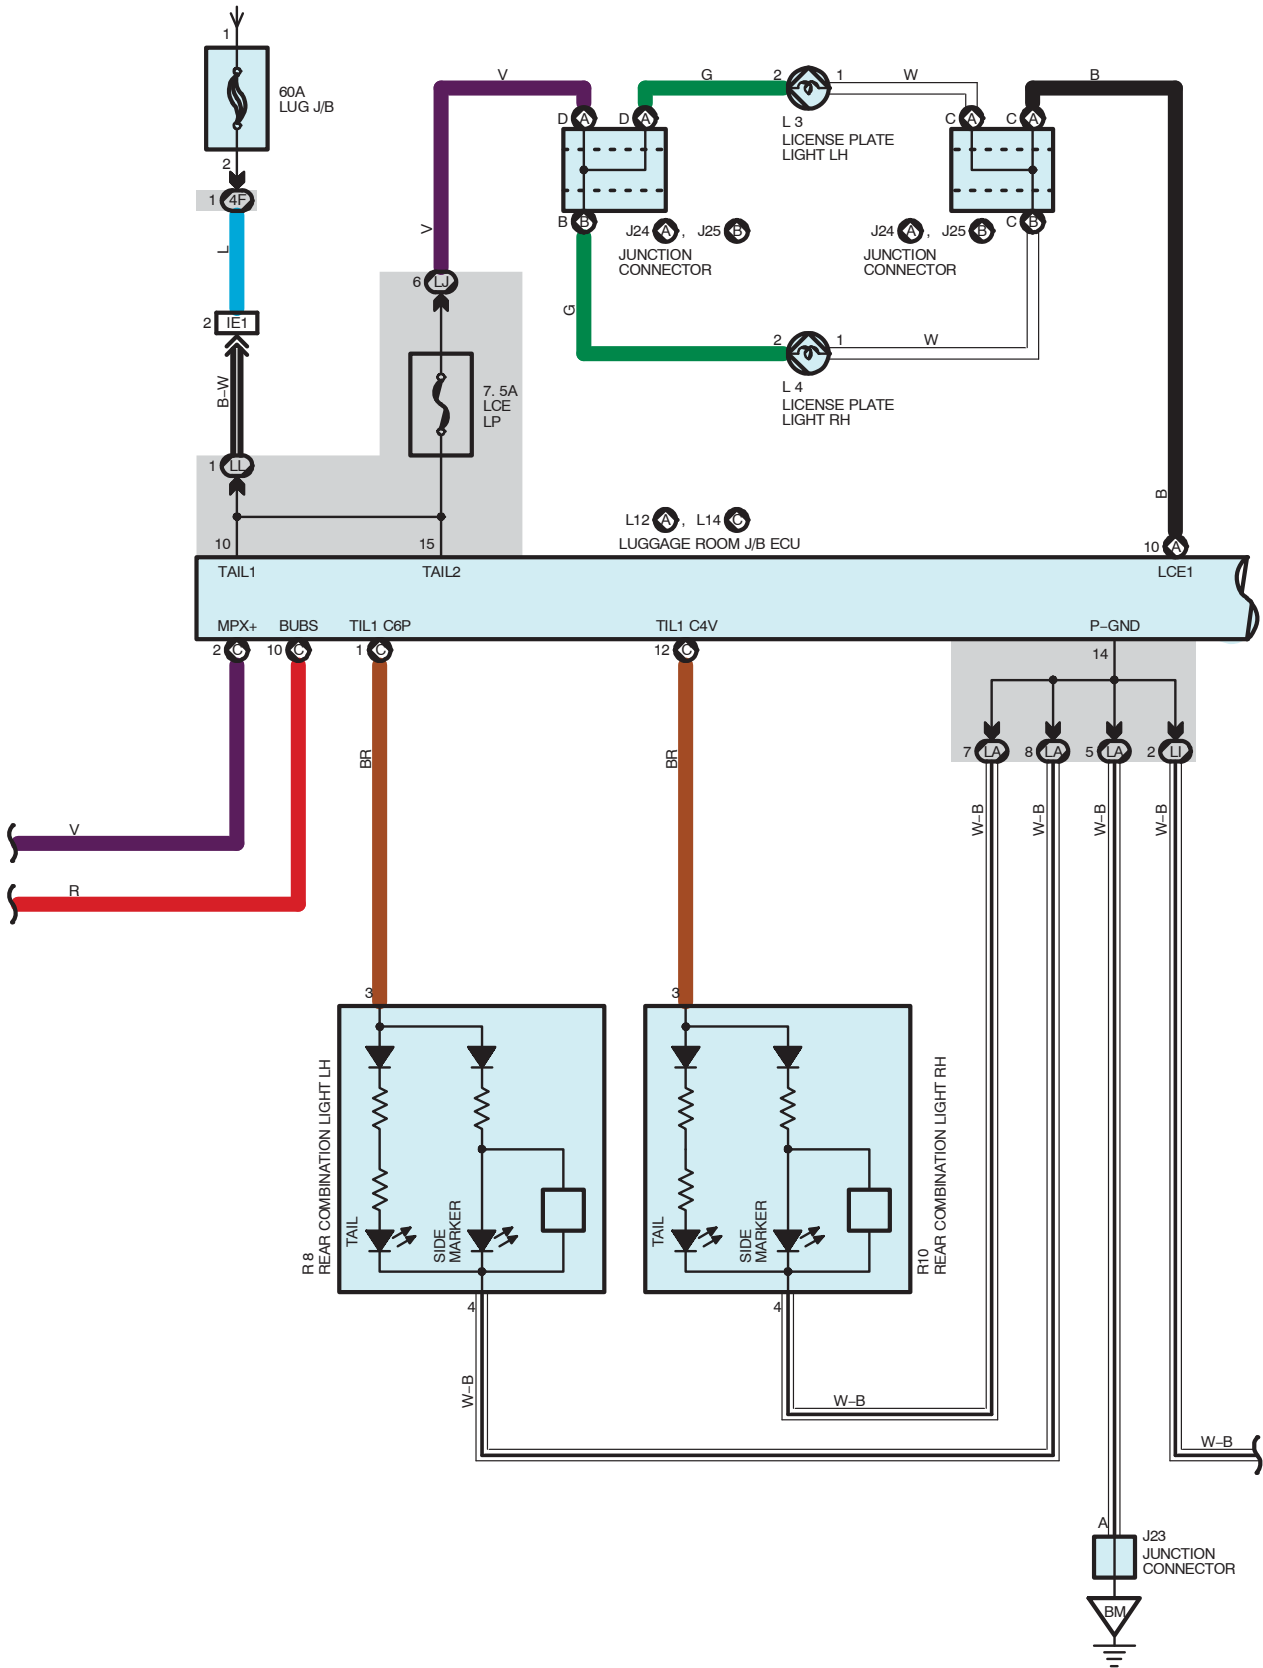 1
60A
LUG J/B
2
1 4F
L
2 IE1
B–W
1 LL
10
TAIL1
V
V
6 LJ
7. 5A
LCE
LP
15
TAIL2
D A D A
B B
J24 A , J25 B
JUNCTION
CONNECTOR
G
G
2 1
L 3
LICENSE PLATE
LIGHT LH
W
C A C A
C B
J24 A , J25 B
JUNCTION
CONNECTOR
B
2 1
W
L 4
LICENSE PLATE
LIGHT RH
B
L12 A , L14 C
LUGGAGE ROOM J/B ECU
10 A
LCE1
MPX+
BUBS
TIL1 C6P
TIL1 C4V
P–GND
2 C
10 C
1 C
12 C
14
7 LA
8 LA
5 LA
2 LI
BR
BR
W–B
W–B
W–B
W–B
V
R
3
3
R 8
REAR COMBINATION LIGHT LH
TAIL
SIDE
MARKER
TAIL
SIDE
MARKER
R10
REAR COMBINATION LIGHT RH
4
4
W–B
W–B
W–B
A
J23
JUNCTION
CONNECTOR
BM